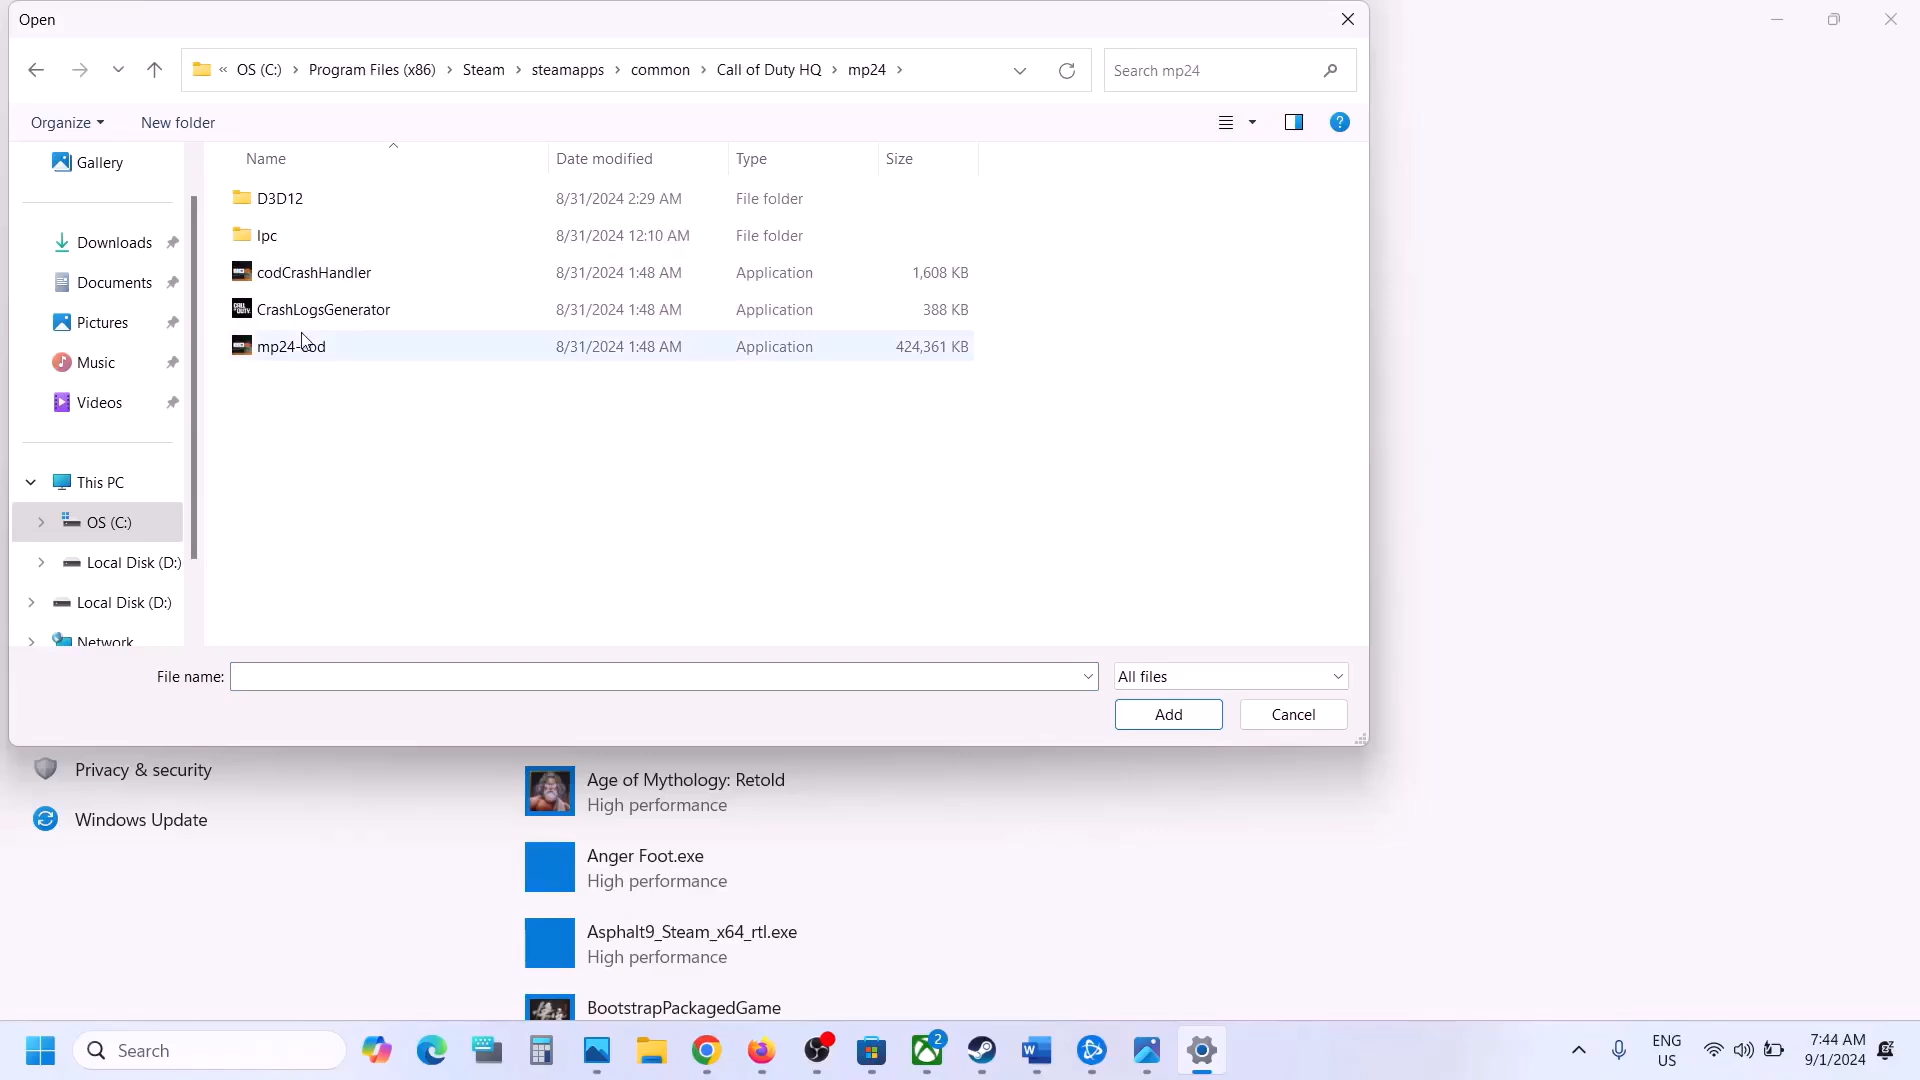 Open
« OS (C:) > Program Files (x86) > Steam > steamapps > common > Call of Duty HQ > mp24 >
Search mp24
Organize
New folder
Name
Date modified
Type
Size
Gallery
Downloads
Documents
Pictures
Music
Videos
This PC
OS (C:)
Local Disk (D:)
Local Disk (D:)
Network
D3D12 8/31/2024 2:29 AM File folder
lpc 8/31/2024 12:10 AM File folder
codCrashHandler 8/31/2024 1:48 AM Application 1,608 KB
CrashLogsGenerator 8/31/2024 1:48 AM Application 388 KB
mp24-cod 8/31/2024 1:48 AM Application 424,361 KB
File name:
All files
Add
Cancel
Privacy & security
Windows Update
Age of Mythology: Retold
High performance
Anger Foot.exe
High performance
Asphalt9_Steam_x64_rtl.exe
High performance
BootstrapPackagedGame
Search
2
ENG
US
7:44 AM
9/1/2024